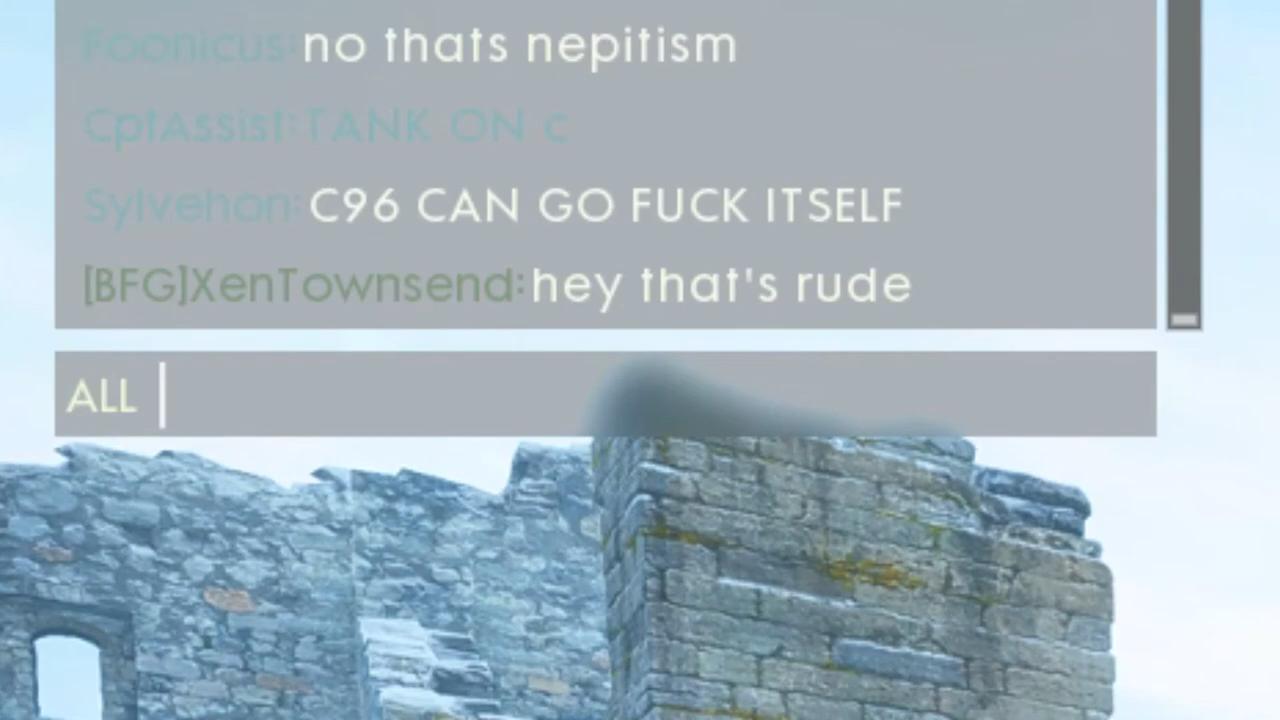 Foonicus: no thats nepitism
CptAssist: TANK ON c
Sylvehon: C96 CAN GO FUCK ITSELF
[BFG]XenTownsend: hey that's rude
ALL